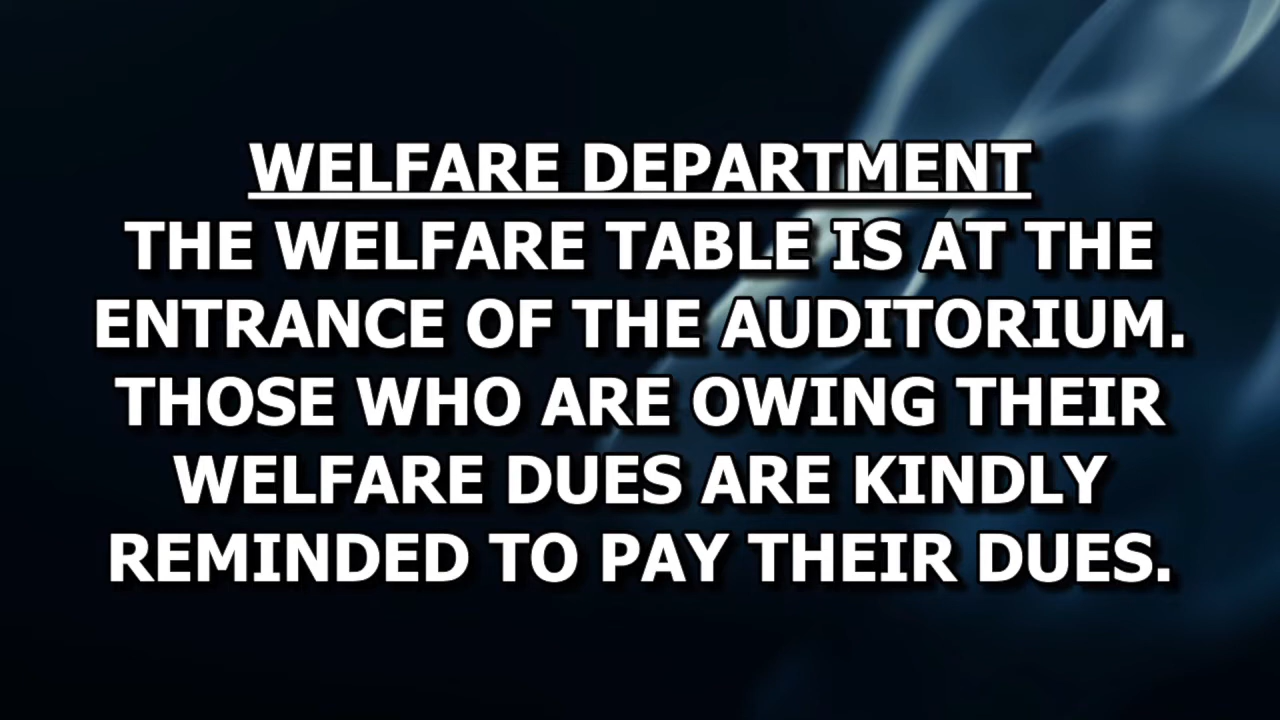 WELFARE DEPARTMENT
THE WELFARE TABLE IS AT THE
ENTRANCE OF THE AUDITORIUM.
THOSE WHO ARE OWING THEIR
WELFARE DUES ARE KINDLY
REMINDED TO PAY THEIR DUES.